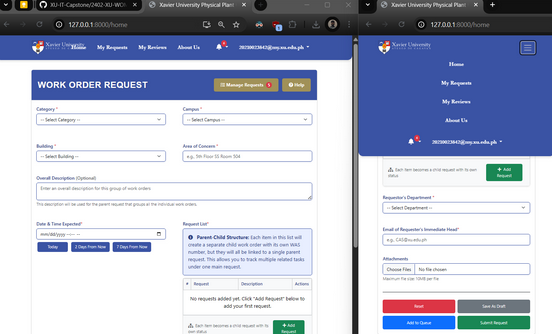 XU-IT-Capstone/2402-XU-WO
Xavier University Physical Plan
127.0.0.1:8000/home
Xavier University
Home
My Requests
My Reviews
About Us
20210023042@my.xu.edu.ph
WORK ORDER REQUEST
Manage Requests
Help
Category *
-- Select Category --
Campus *
-- Select Campus --
Building *
-- Select Building --
Area of Concern *
e.g., 5th Floor SS Room 504
Overall Description (Optional)
Enter an overall description for this group of work orders
This description will be used for the parent request that groups all the individual work orders.
Date & Time Expected*
mm/dd/yyyy --:-- --
Today
2 Days From Now
7 Days From Now
Request List*
Parent-Child Structure: Each item in this list
will create a separate child work order with its own WAS
number, but they will all be linked to a single parent
request. This allows you to track multiple related tasks
under one main request.
# Request Description Actions
No requests added yet. Click "Add Request" below to
add your first request.
Each item becomes a child request with its
own status
+ Add
Request
Xavier University Physical Plan
127.0.0.1:8000/home
Xavier University
Home
My Requests
My Reviews
About Us
20210023042@my.xu.edu.ph
Each item becomes a child request with its own
status
+ Add
Request
Requestor's Department *
-- Select Department --
Email of Requestor's Immediate Head*
e.g., CAS@xu.edu.ph
Attachments
Choose Files No file chosen
Maximum file size: 10MB per file
Reset
Save As Draft
Add to Queue
Submit Request